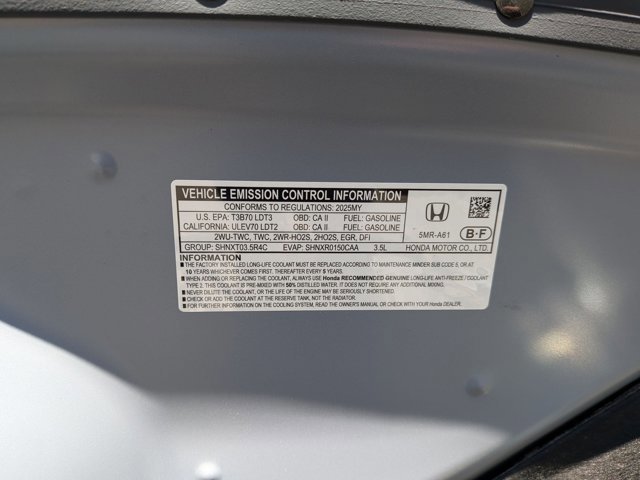 VEHICLE EMISSION CONTROL INFORMATION
CONFORMS TO REGULATIONS: 2025MY
U.S. EPA: T3B70 LDT3 OBD: CA II FUEL: GASOLINE
CALIFORNIA: ULEV70 LDT2 OBD: CA II FUEL: GASOLINE
2WU-TWC, TWC, 2WR-HO2S, 2HO2S, EGR, DFI
GROUP: SHNXT03.5R4C EVAP: SHNXR0150CAA 3.5L
5MR-A61 B-F
HONDA MOTOR CO., LTD.
INFORMATION
■ THE FACTORY INSTALLED LONG-LIFE COOLANT MUST BE REPLACED ACCORDING TO MAINTENANCE MINDER SUB CODE 5, OR AT
10 YEARS WHICHEVER COMES FIRST. THEREAFTER EVERY 5 YEARS.
■ WHEN ADDING OR REPLACING THE COOLANT, ALWAYS USE Honda RECOMMENDED GENUINE LONG-LIFE ANTI-FREEZE / COOLANT
TYPE 2. THIS COOLANT IS PRE-MIXED WITH 50% DISTILLED WATER. IT DOES NOT REQUIRE ANY ADDITIONAL MIXING.
■ NEVER DILUTE THE COOLANT, OR THE LIFE OF THE ENGINE MAY BE SERIOUSLY SHORTENED.
■ CHECK OR ADD THE COOLANT AT THE RESERVE TANK, NOT THE RADIATOR.
■ FOR FURTHER INFORMATION ON THE COOLING SYSTEM, READ THE OWNER'S MANUAL OR CHECK WITH YOUR Honda DEALER.